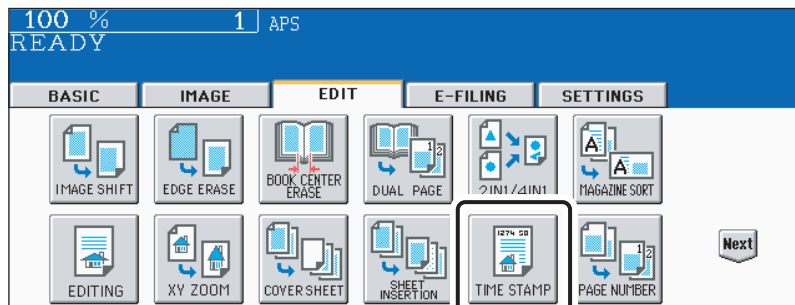 100 % 1 APS
READY
BASIC IMAGE EDIT E-FILING SETTINGS
IMAGE SHIFT EDGE ERASE BOOK CENTER ERASE DUAL PAGE 2IN1/4IN1 MAGAZINE SORT
EDITING XY ZOOM COVER SHEET SHEET INSERTION TIME STAMP PAGE NUMBER Next